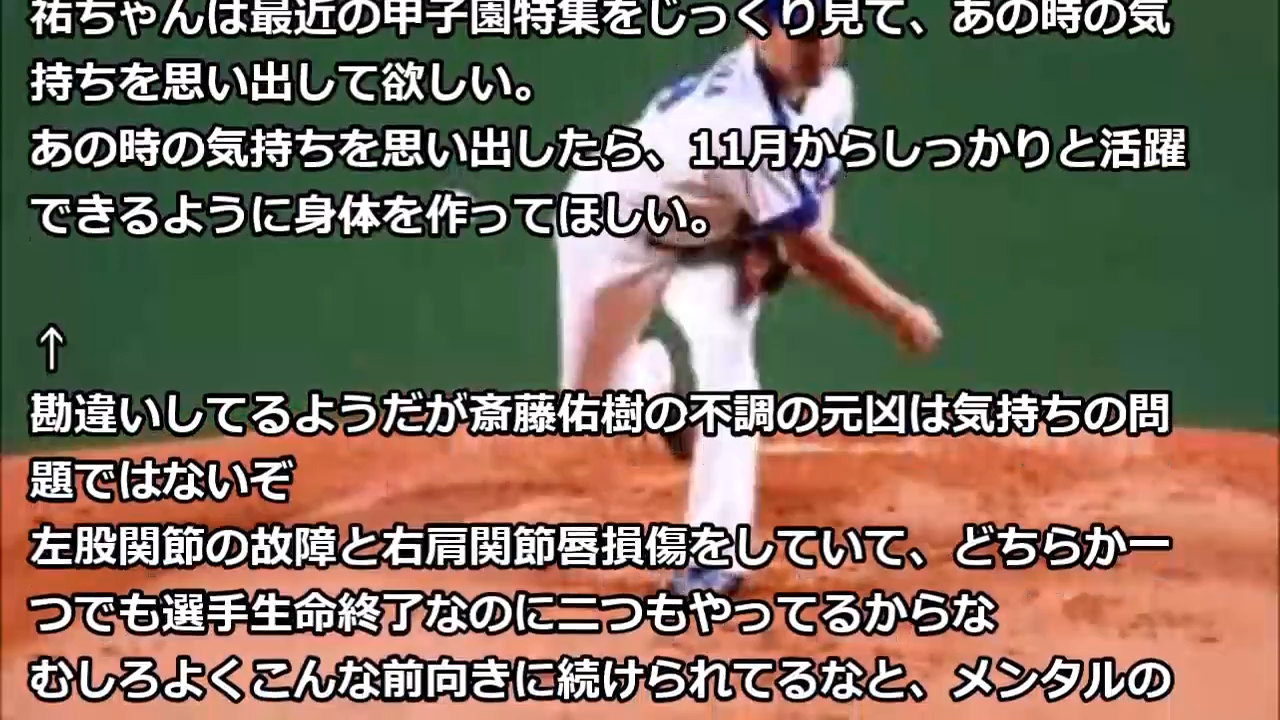 祐ちゃんは最近の甲子園特集をじっくり見て、あの時の気
持ちを思い出して欲しい。
あの時の気持ちを思い出したら、11月からしっかりと活躍
できるように身体を作ってほしい。
↑
勘違いしてるようだが斎藤佑樹の不調の元凶は気持ちの問
題ではないぞ
左股関節の故障と右肩関節唇損傷をしていて、どちらか一
つでも選手生命終了なのに二つもやってるからな
むしろよくこんな前向きに続けられてるなと、メンタルの